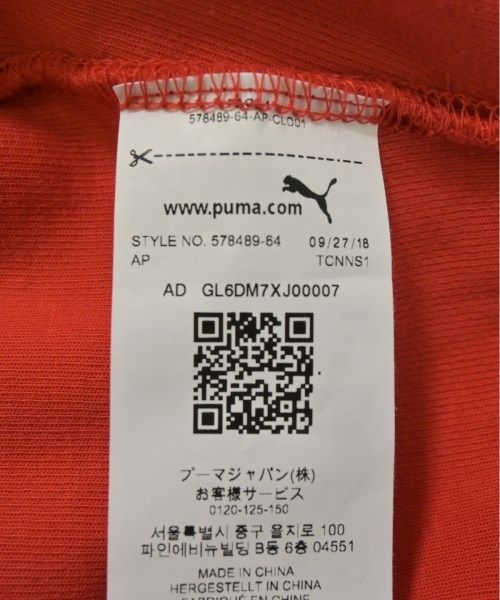 578489-64-AP-CLD01
www.puma.com
STYLE NO. 578489-64 09/27/18
AP TCNNS1
AD GL6DM7XJ00007
プーマジャパン(株)
お客様サービス
0120-125-150
서울특별시 중구 을지로 100
파인에비뉴빌딩 B동 6층 04551
MADE IN CHINA
HERGESTELLT IN CHINA
FABRIQUÉ EN CHINE